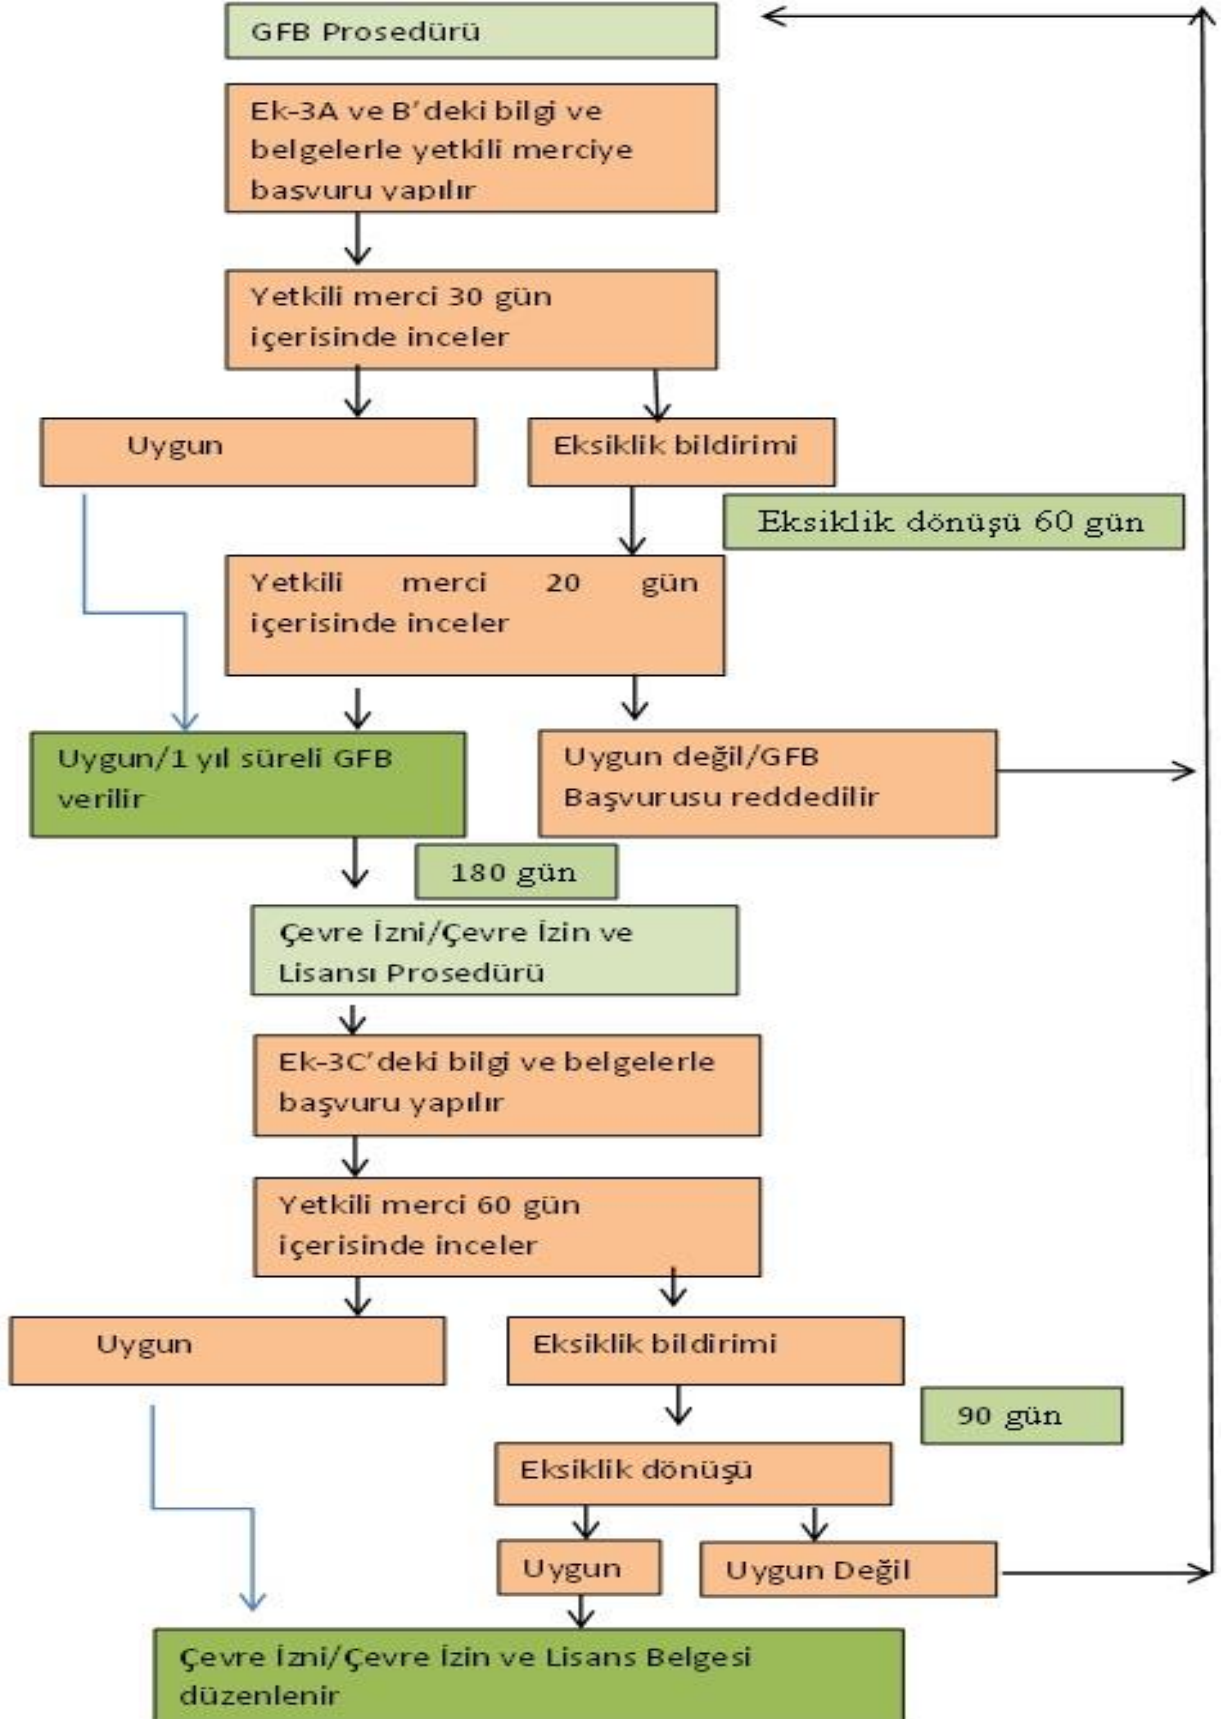 GFB Prosedürü
Ek-3A ve B'deki bilgi ve
belgelerle yetkili merciye
başvuru yapılır
Yetkili merci 30 gün
içerisinde inceler
Uygun
Eksiklik bildirimi
Eksiklik dönüşü 60 gün
Yetkili merci 20 gün
içerisinde inceler
Uygun/1 yıl süreli GFB
verilir
Uygun değil/GFB
Başvurusu reddedilir
180 gün
Çevre İzni/Çevre İzin ve
Lisansı Prosedürü
Ek-3C'deki bilgi ve belgelerle
başvuru yapılır
Yetkili merci 60 gün
içerisinde inceler
Uygun
Eksiklik bildirimi
90 gün
Eksiklik dönüşü
Uygun
Uygun Değil
Çevre İzni/Çevre İzin ve Lisans Belgesi
düzenlenir